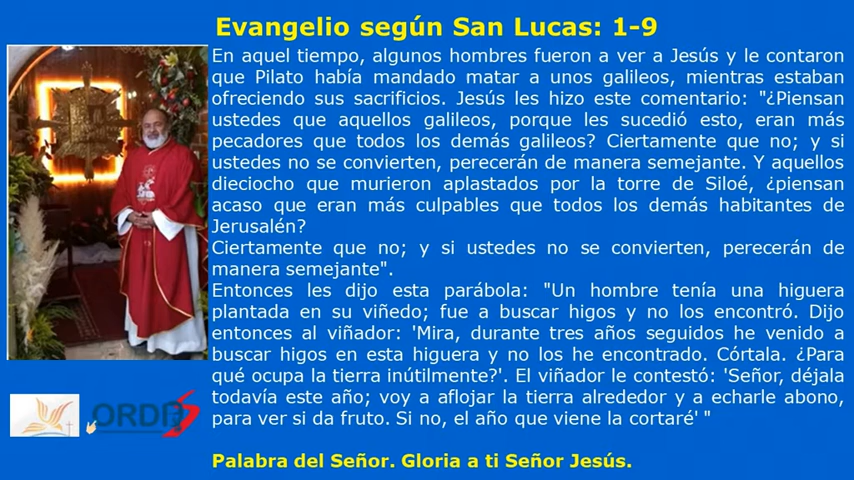 Evangelio según San Lucas: 1-9
En aquel tiempo, algunos hombres fueron a ver a Jesús y le contaron
que Pilato había mandado matar a unos galileos, mientras estaban
ofreciendo sus sacrificios. Jesús les hizo este comentario: "¿Piensan
ustedes que aquellos galileos, porque les sucedió esto, eran más
pecadores que todos los demás galileos? Ciertamente que no; y si
ustedes no se convierten, perecerán de manera semejante. Y aquellos
dieciocho que murieron aplastados por la torre de Siloé, ¿piensan
acaso que eran más culpables que todos los demás habitantes de
Jerusalén?
Ciertamente que no; y si ustedes no se convierten, perecerán de
manera semejante".
Entonces les dijo esta parábola: "Un hombre tenía una higuera
plantada en su viñedo; fue a buscar higos y no los encontró. Dijo
entonces al viñador: 'Mira, durante tres años seguidos he venido a
buscar higos en esta higuera y no los he encontrado. Córtala. ¿Para
qué ocupa la tierra inútilmente?'. El viñador le contestó: 'Señor, déjala
todavía este año; voy a aflojar la tierra alrededor y a echarle abono,
para ver si da fruto. Si no, el año que viene la cortaré' "
Palabra del Señor. Gloria a ti Señor Jesús.